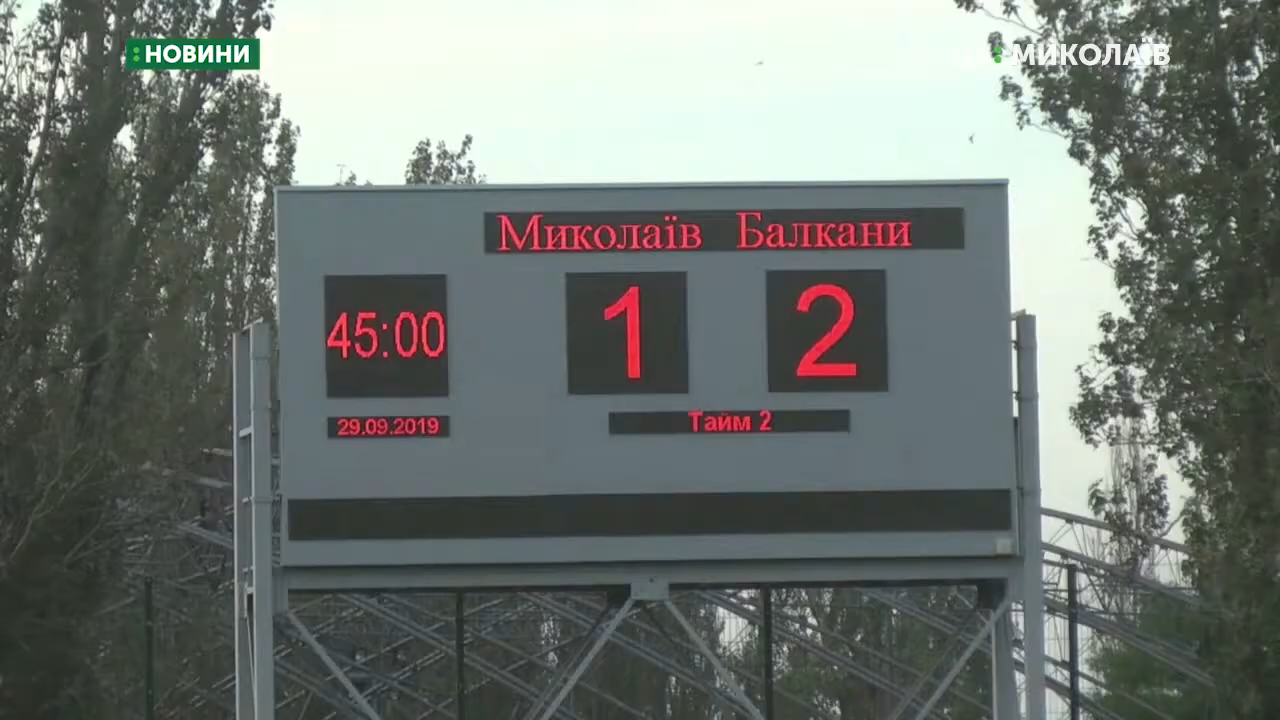 НОВИНИ
МИКОЛАЇВ
Миколаїв Балкани
45:00 1 2
29.09.2019 Тайм 2